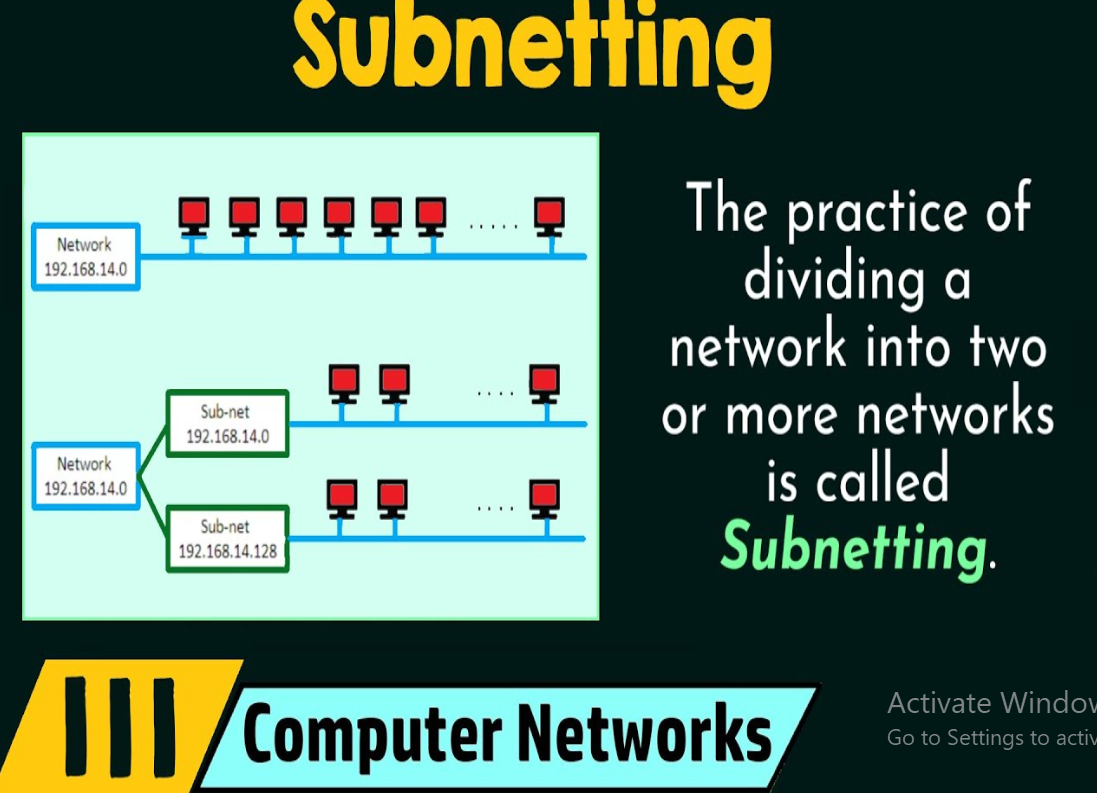 Subnetting
Network
192.168.14.0
. . . . .
Sub-net
192.168.14.0
. . . .
Network
192.168.14.0
Sub-net
192.168.14.128
. . . .
The practice of
dividing a
network into two
or more networks
is called
Subnetting.
III
Computer Networks
Activate Window
Go to Settings to activ